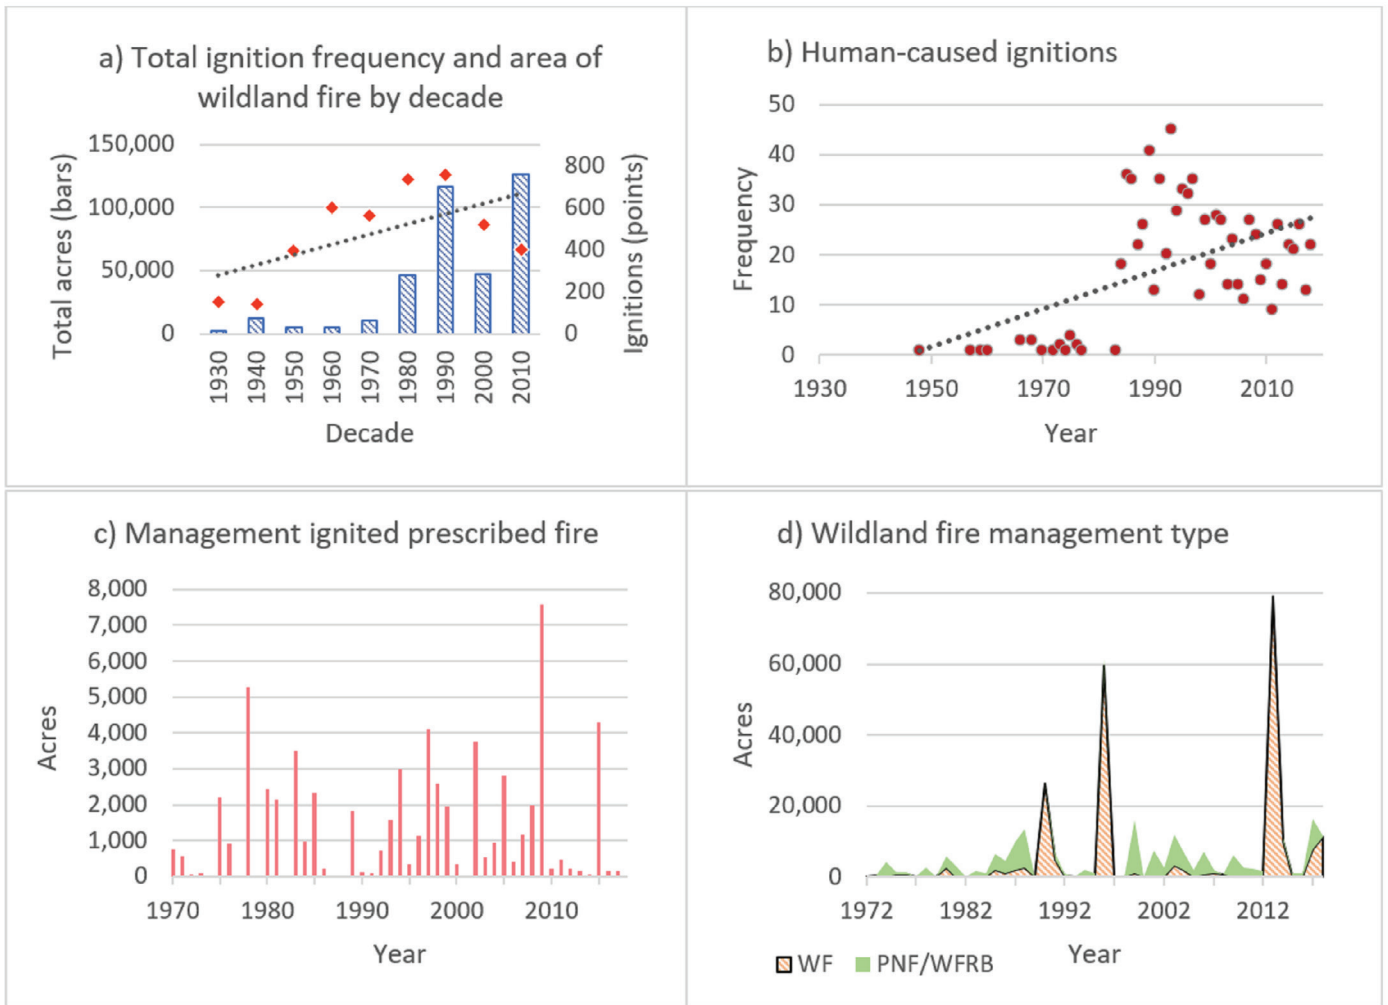 a) Total ignition frequency and area of
wildland fire by decade
Total acres (bars)
150,000
100,000
50,000
0
800
600
400
200
0
Ignitions (points)
1930
1940
1950
1960
1970
1980
1990
2000
2010
Decade
b) Human-caused ignitions
Frequency
50
40
30
20
10
0
1930 1950 1970 1990 2010
Year
c) Management ignited prescribed fire
Acres
8,000
7,000
6,000
5,000
4,000
3,000
2,000
1,000
0
1970 1980 1990 2000 2010
Year
d) Wildland fire management type
Acres
80,000
60,000
40,000
20,000
0
1972 1982 1992 2002 2012
Year
WF PNF/WFRB